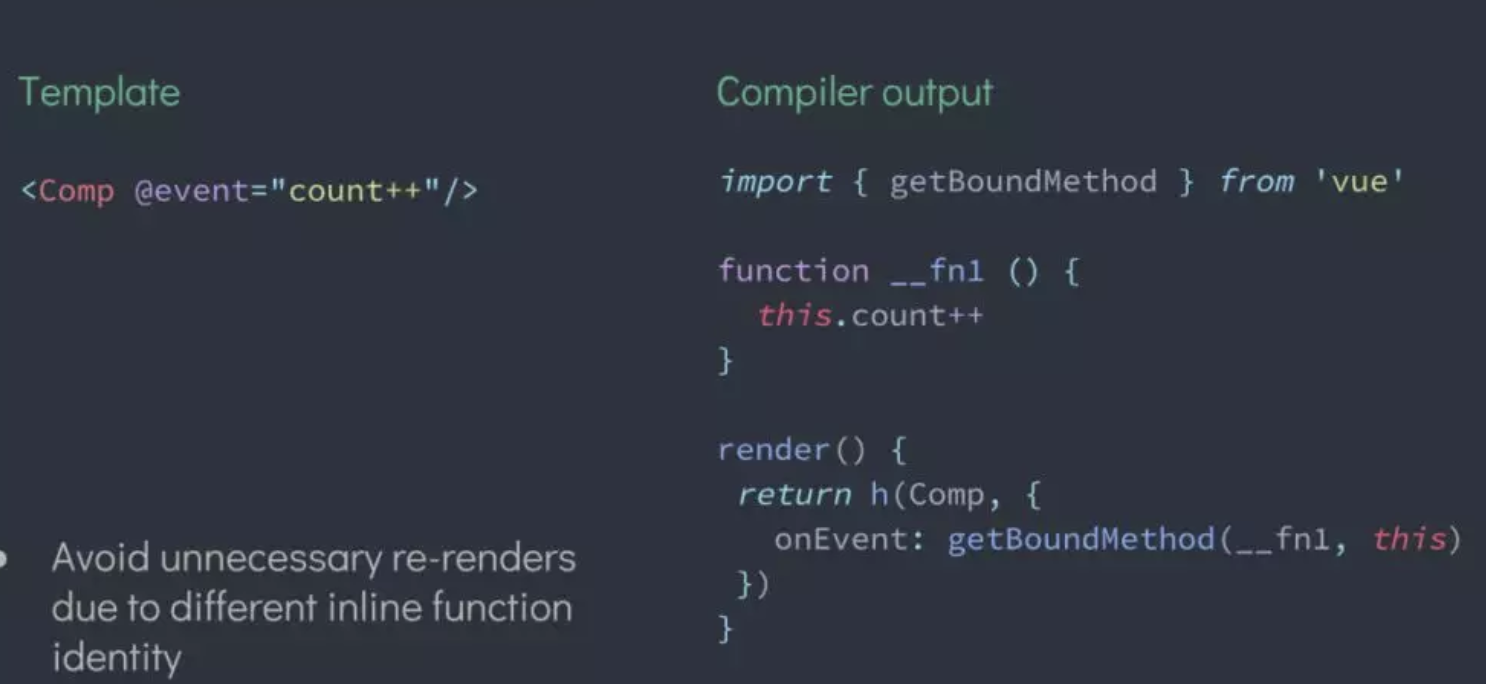 Template
<Comp @event="count++"/>
• Avoid unnecessary re-renders
due to different inline function
identity
Compiler output
import { getBoundMethod } from 'vue'
function __fn1 () {
this.count++
}
render() {
return h(Comp, {
onEvent: getBoundMethod(__fn1, this)
})
}